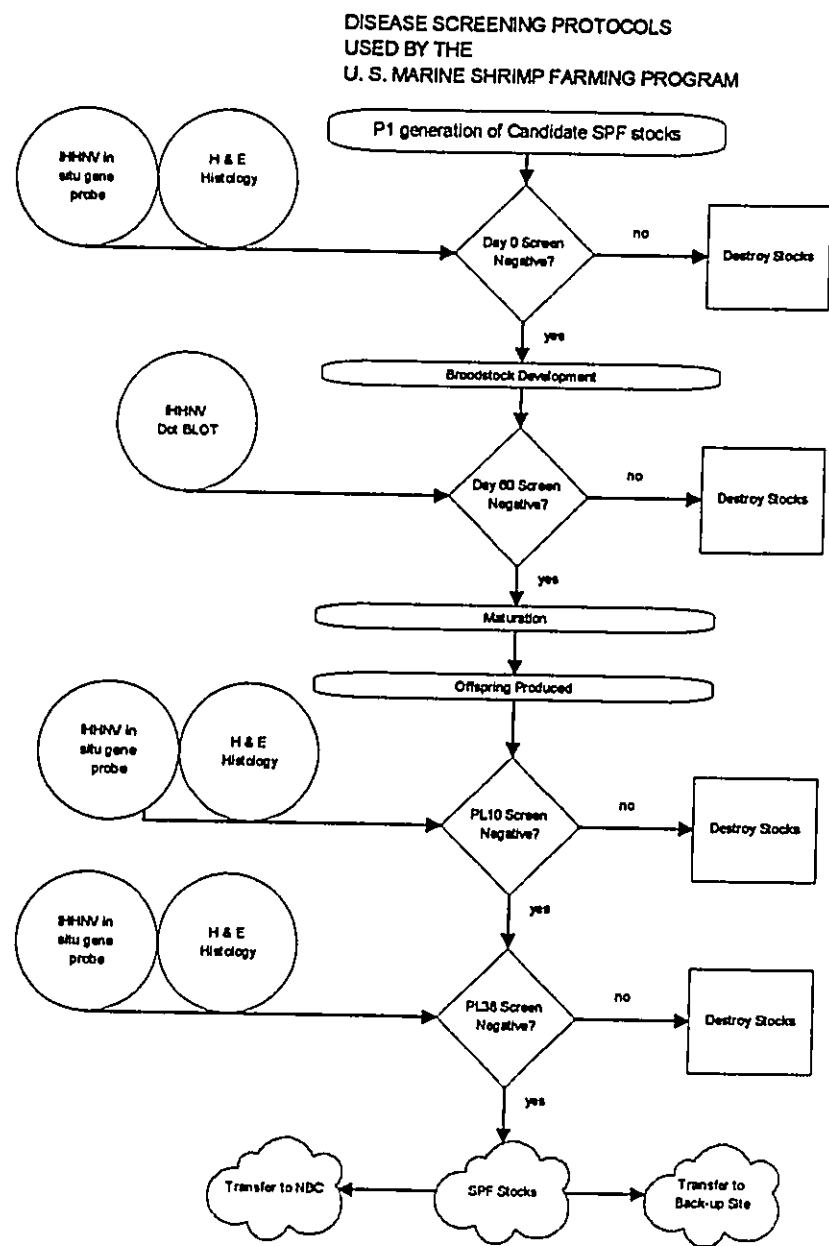 DISEASE SCREENING PROTOCOLS
USED BY THE
U. S. MARINE SHRIMP FARMING PROGRAM
P1 generation of Candidate SPF stocks
IHHNV in
situ gene
probe
H & E
Histology
Day 0 Screen
Negative?
no
Destroy Stocks
yes
Broodstock Development
IHHNV
Dot BLOT
Day 60 Screen
Negative?
no
Destroy Stocks
yes
Maturation
Offspring Produced
IHHNV in
situ gene
probe
H & E
Histology
PL10 Screen
Negative?
no
Destroy Stocks
yes
IHHNV in
situ gene
probe
H & E
Histology
PL38 Screen
Negative?
no
Destroy Stocks
yes
Transfer to NBC
SPF Stocks
Transfer to
Back-up Site